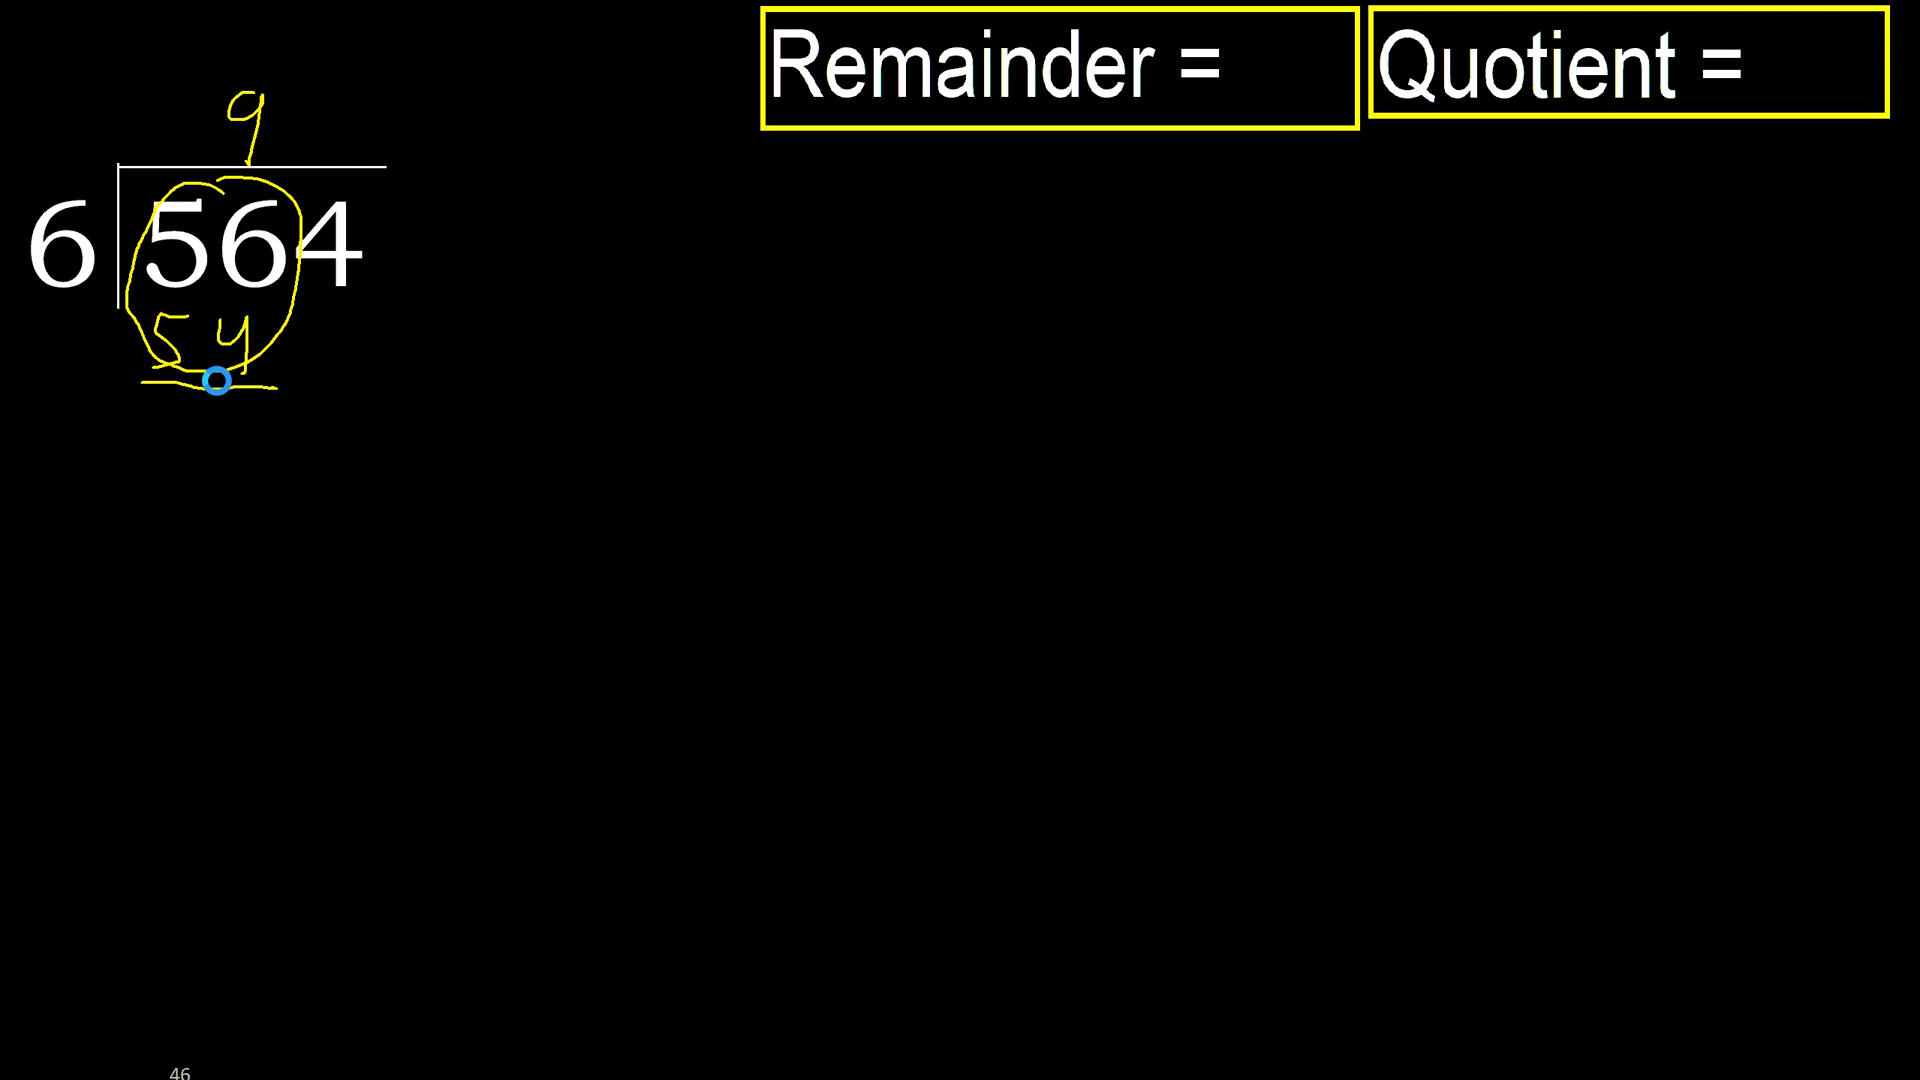 Remainder =
Quotient =
9
6 564
54
46